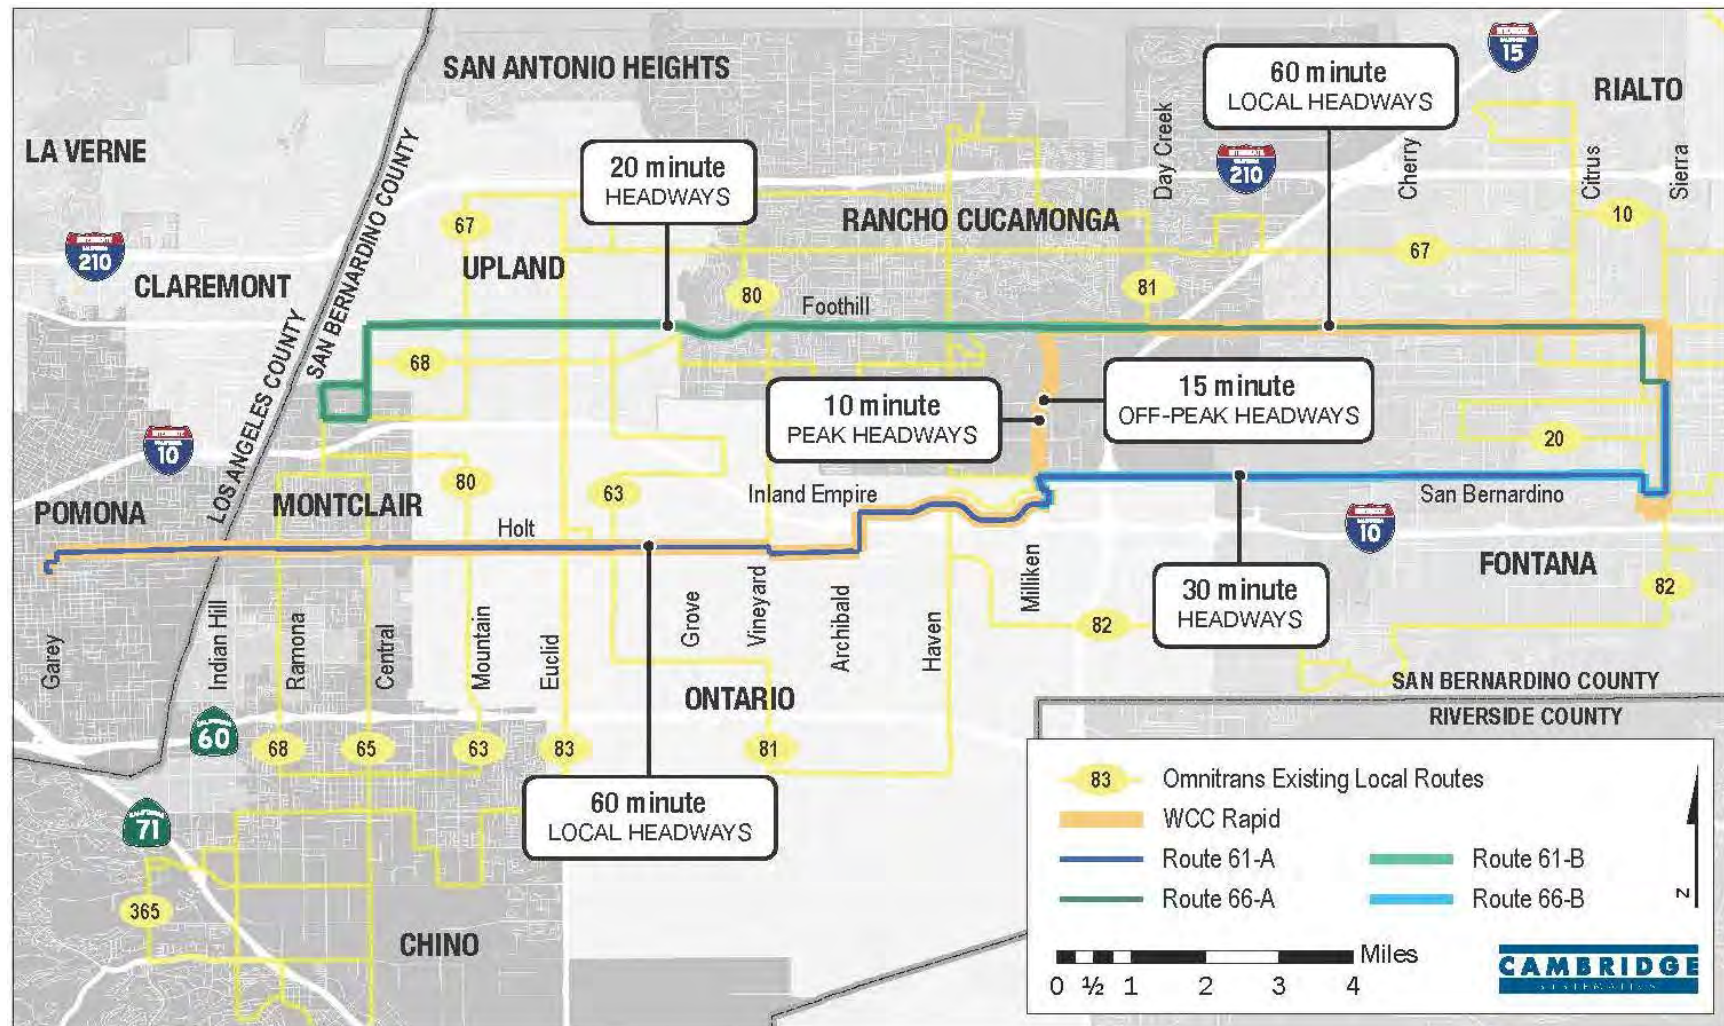 SAN ANTONIO HEIGHTS
60 minute
LOCAL HEADWAYS
CALIFORNIA
15
RIALTO
LA VERNE
20 minute
HEADWAYS
SAN BERNARDINO COUNTY
LOS ANGELES COUNTY
Day Creek
210
Cherry
Citrus
Sierra
67
RANCHO CUCAMONGA
10
67
210
CLAREMONT
UPLAND
80
Foothill
81
68
10 minute
PEAK HEADWAYS
15 minute
OFF-PEAK HEADWAYS
20
10
POMONA
MONTCLAIR
80
63
Inland Empire
San Bernardino
Holt
10
FONTANA
30 minute
HEADWAYS
82
82
Garey
Indian Hill
Ramona
Central
Mountain
Euclid
Grove
Vineyard
Archibald
Haven
Milliken
ONTARIO
SAN BERNARDINO COUNTY
RIVERSIDE COUNTY
60
68
65
63
83
81
60 minute
LOCAL HEADWAYS
71
365
CHINO
83 Omnitrans Existing Local Routes
WCC Rapid
Route 61-A
Route 61-B
Route 66-A
Route 66-B
N
0 ½ 1 2 3 4 Miles
CAMBRIDGE
SYSTEMATICS